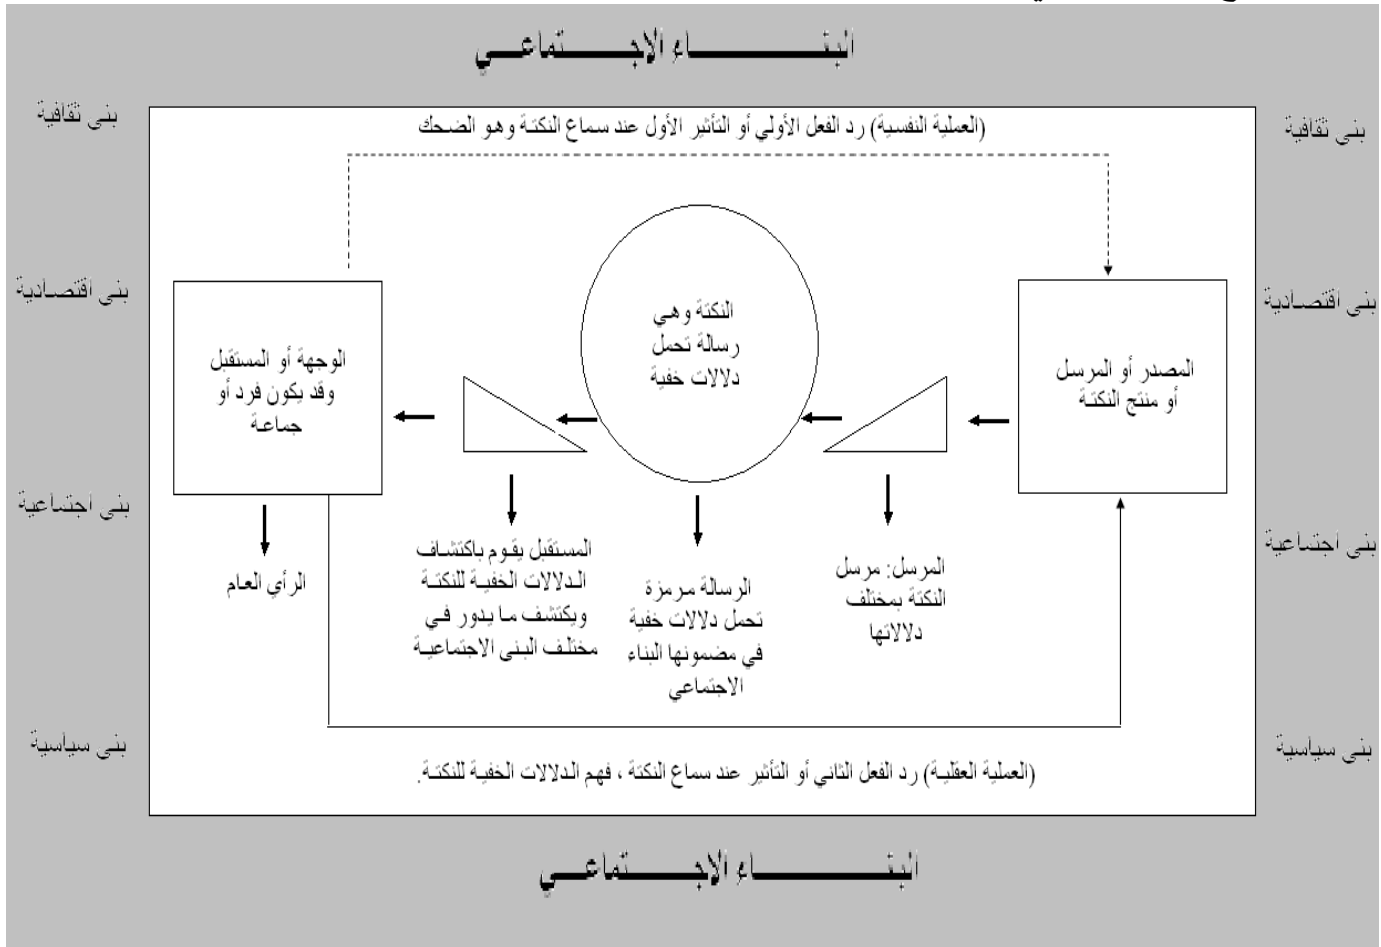 البناء الاجتماعي
بنى ثقافية
بنى اقتصادية
بنى اجتماعية
بنى سياسية
(العملية النفسية) رد الفعل الأولي أو التأثير الأول عند سماع النكتة وهو الضحك
المصدر أو المرسل
أو منتج النكتة
النكتة وهي
رسالة تحمل
دلالات خفية
الوجهة أو المستقبل
وقد يكون فرد أو
جماعة
المرسل: مرسل
النكتة بمختلف
دلالاتها
الرسالة مرمزة
تحمل دلالات خفية
في مضمونها البناء
الاجتماعي
المستقبل يقوم باكتشاف
الدلالات الخفية للنكتة
ويكتشف ما يدور في
مختلف البنى الاجتماعية
الرأي العام
(العملية العقلية) رد الفعل الثاني أو التأثير عند سماع النكتة ، فهم الدلالات الخفية للنكتة.
بنى ثقافية
بنى اقتصادية
بنى اجتماعية
بنى سياسية
البناء الاجتماعي